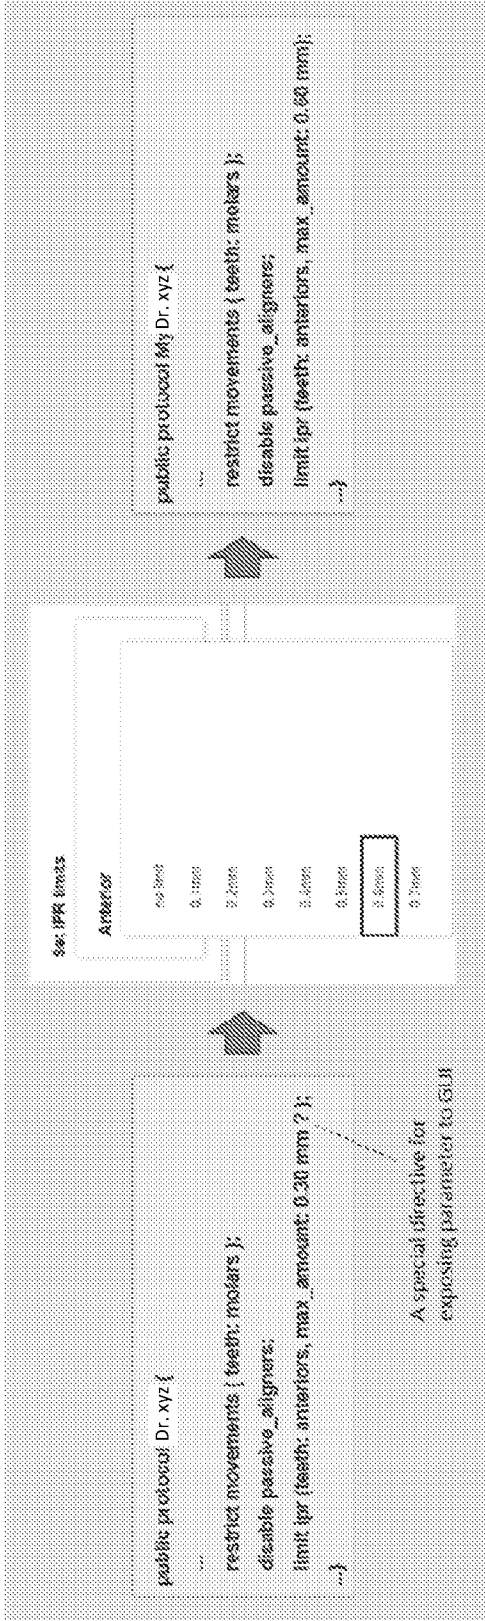 public protocol Dr. xyz {
...
restrict movements { teeth: molars };
disable passive_aligners;
limit ipr {teeth: anteriors, max_amount: 0.30 mm ? };
...}
A special directive for
exposing parameter to GUI
Set IPR limits
Anterior
no limit
0.1mm
0.2mm
0.3mm
0.4mm
0.5mm
0.6mm
0.7mm
public protocol My Dr. xyz {
...
restrict movements { teeth: molars };
disable passive_aligners;
limit ipr {teeth: anteriors, max_amount: 0.60 mm};
...}